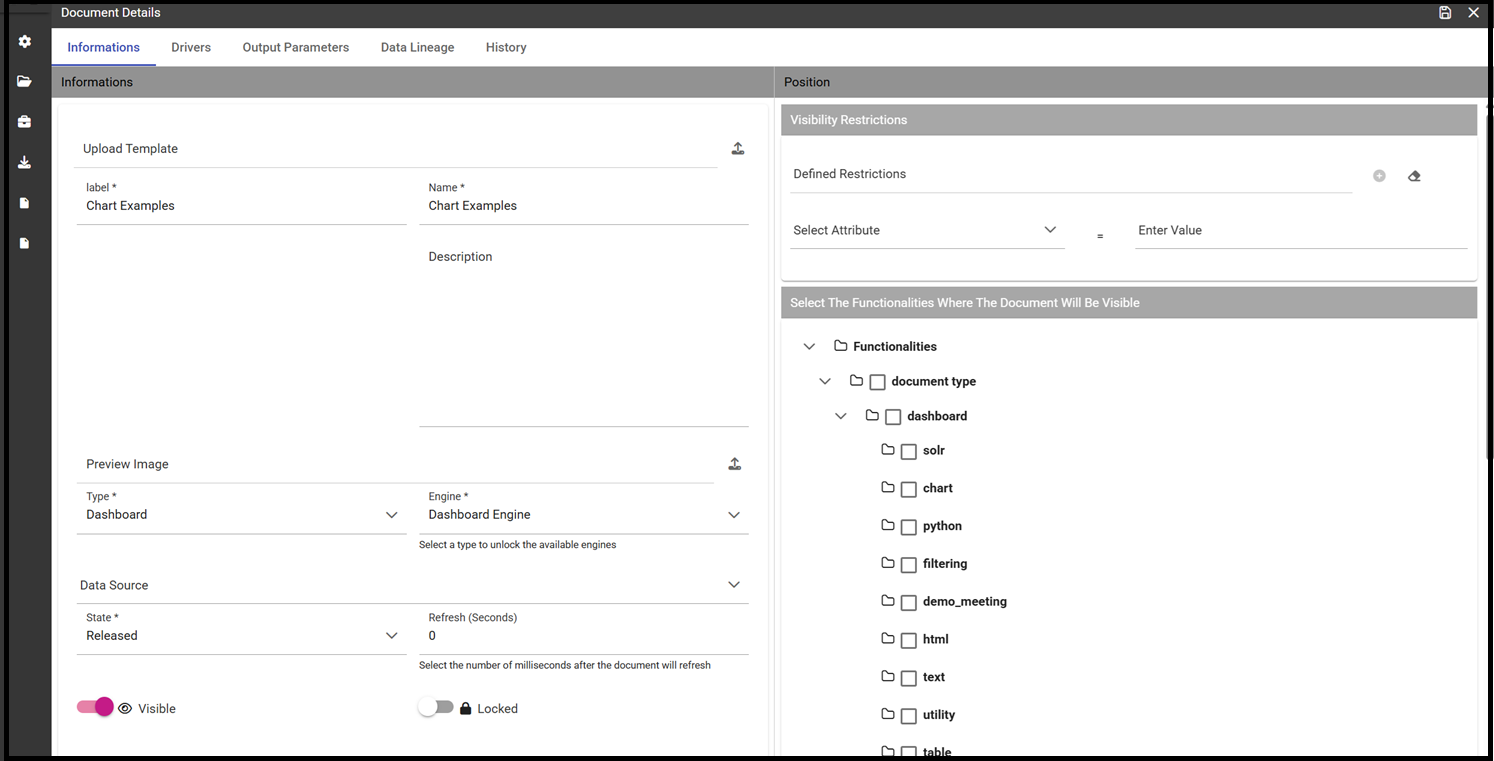 Document Details
Informations Drivers Output Parameters Data Lineage History
Informations
Upload Template
label *
Chart Examples
Name *
Chart Examples
Description
Preview Image
Type *
Dashboard
Engine *
Dashboard Engine
Select a type to unlock the available engines
Data Source
State *
Released
Refresh (Seconds)
0
Select the number of milliseconds after the document will refresh
Visible
Locked
Position
Visibility Restrictions
Defined Restrictions
Select Attribute = Enter Value
Select The Functionalities Where The Document Will Be Visible
Functionalities
document type
dashboard
solr
chart
python
filtering
demo_meeting
html
text
utility
table